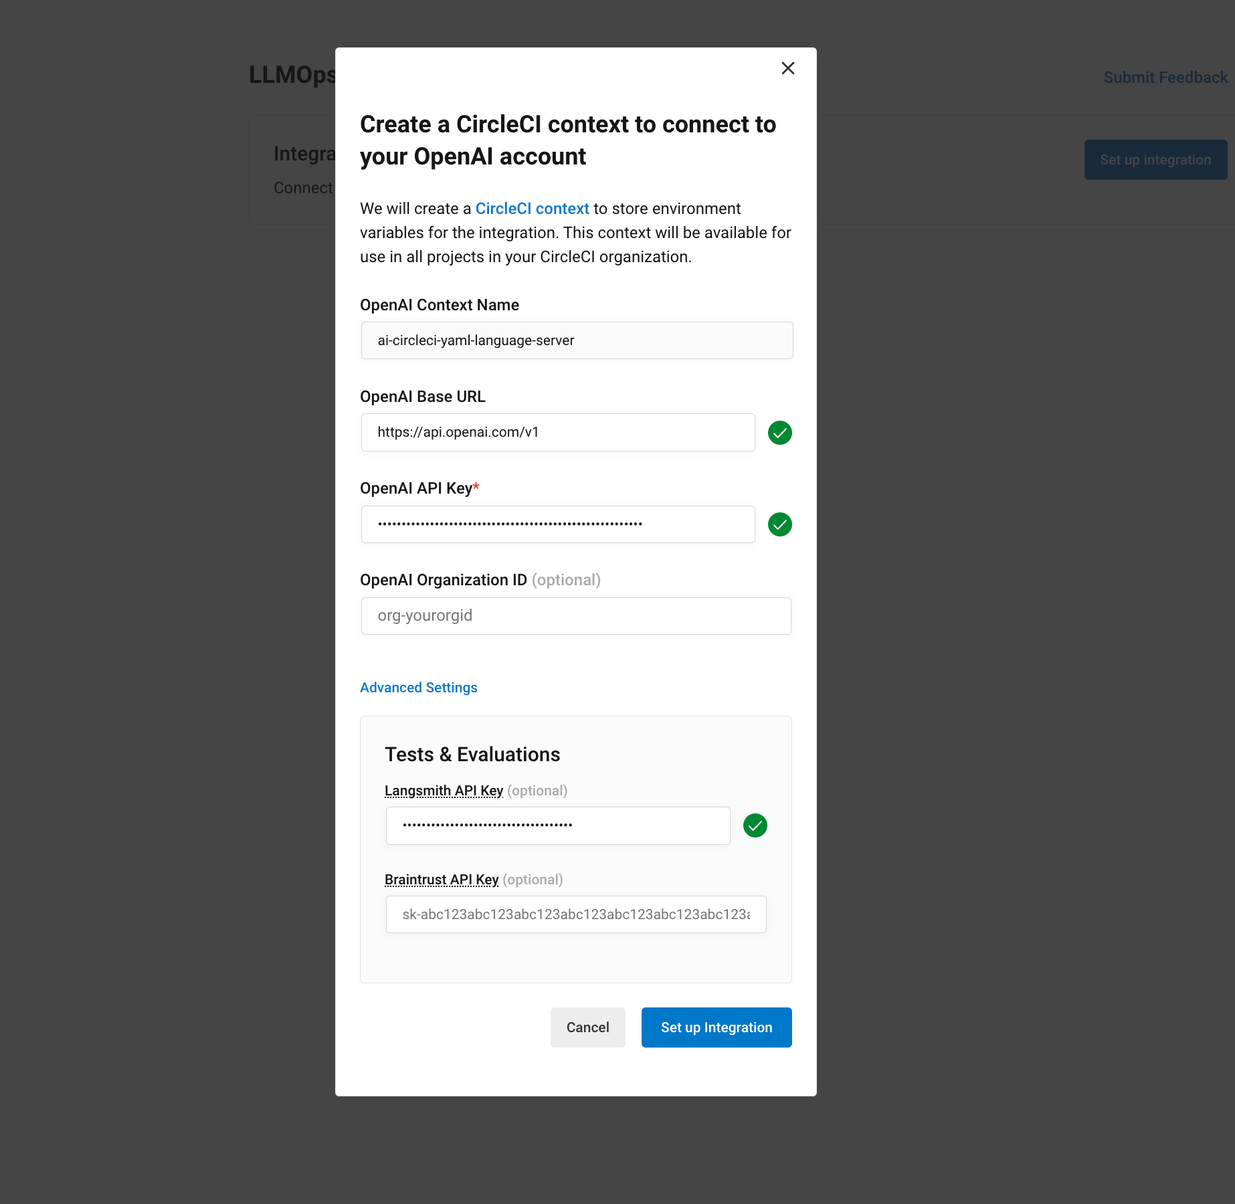 LLMOps
Submit Feedback
Integra
Connect
Set up integration
Create a CircleCI context to connect to
your OpenAI account
We will create a CircleCI context to store environment
variables for the integration. This context will be available for
use in all projects in your CircleCI organization.
OpenAI Context Name
ai-circleci-yaml-language-server
OpenAI Base URL
https://api.openai.com/v1
OpenAI API Key*
OpenAI Organization ID (optional)
org-yourorgid
Advanced Settings
Tests & Evaluations
Langsmith API Key (optional)
Braintrust API Key (optional)
sk-abc123abc123abc123abc123abc123abc123abc123a
Cancel
Set up Integration